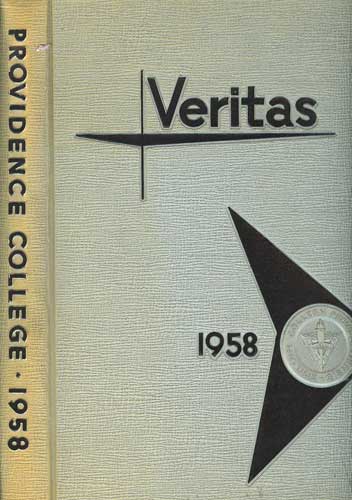 PROVIDENCE COLLEGE · 1958
Veritas
1958